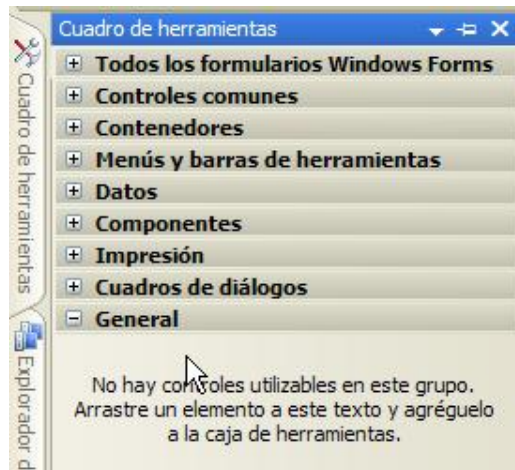 Cuadro de herramientas
Todos los formularios Windows Forms
Controles comunes
Contenedores
Menús y barras de herramientas
Datos
Componentes
Impresión
Cuadros de diálogos
General
No hay controles utilizables en este grupo.
Arrastre un elemento a este texto y agréguelo
a la caja de herramientas.
Cuadro de herramientas
Explorador d